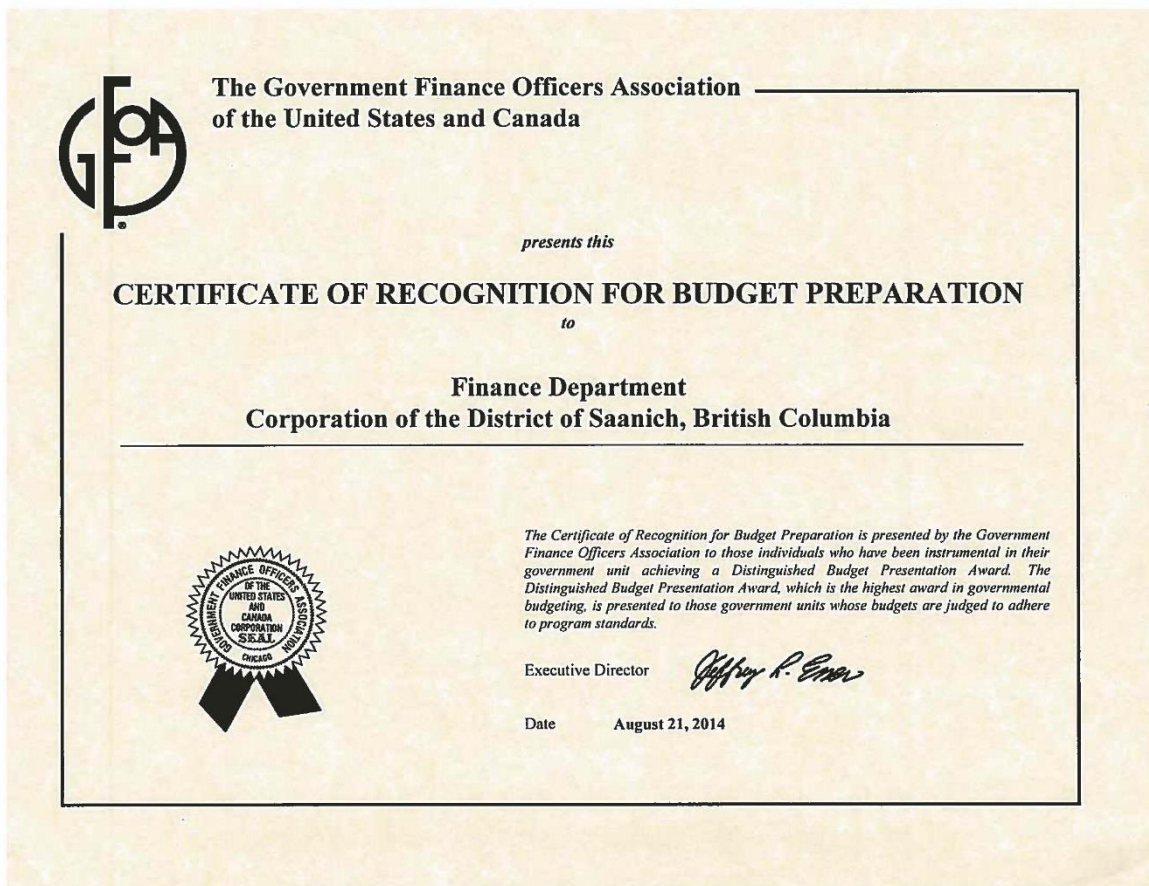 GFOA
®
The Government Finance Officers Association
of the United States and Canada
presents this
CERTIFICATE OF RECOGNITION FOR BUDGET PREPARATION
to
Finance Department
Corporation of the District of Saanich, British Columbia
The Certificate of Recognition for Budget Preparation is presented by the Government
Finance Officers Association to those individuals who have been instrumental in their
government unit achieving a Distinguished Budget Presentation Award. The
Distinguished Budget Presentation Award, which is the highest award in governmental
budgeting, is presented to those government units whose budgets are judged to adhere
to program standards.
GOVERNMENT FINANCE OFFICERS ASSOCIATION
OF THE
UNITED STATES
AND
CANADA
CORPORATION
SEAL
CHICAGO
Executive Director Jeffrey R. Enser
Date August 21, 2014